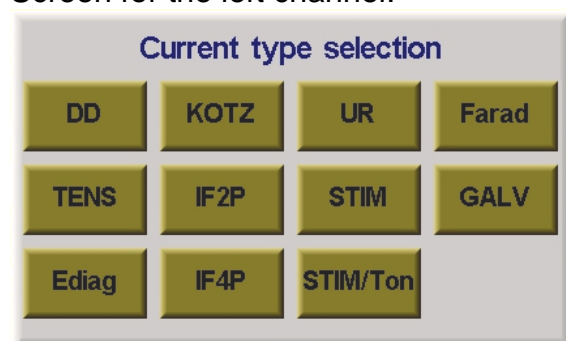 Screen for the left channel.
Current type selection
DD KOTZ UR Farad
TENS IF2P STIM GALV
Ediag IF4P STIM/Ton